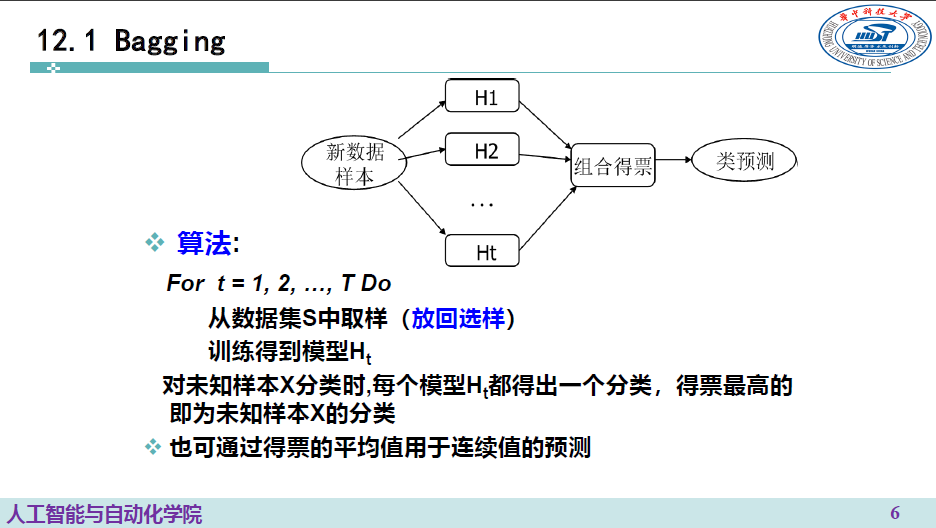 12.1 Bagging
华中科技大学
HUAZHONG UNIVERSITY OF SCIENCE AND TECHNOLOGY
新数据
样本
H1
H2
...
Ht
组合得票
类预测
算法:
For t = 1, 2, …, T Do
从数据集S中取样（放回选样）
训练得到模型Ht
对未知样本X分类时,每个模型Ht都得出一个分类，得票最高的
即为未知样本X的分类
也可通过得票的平均值用于连续值的预测
人工智能与自动化学院
6